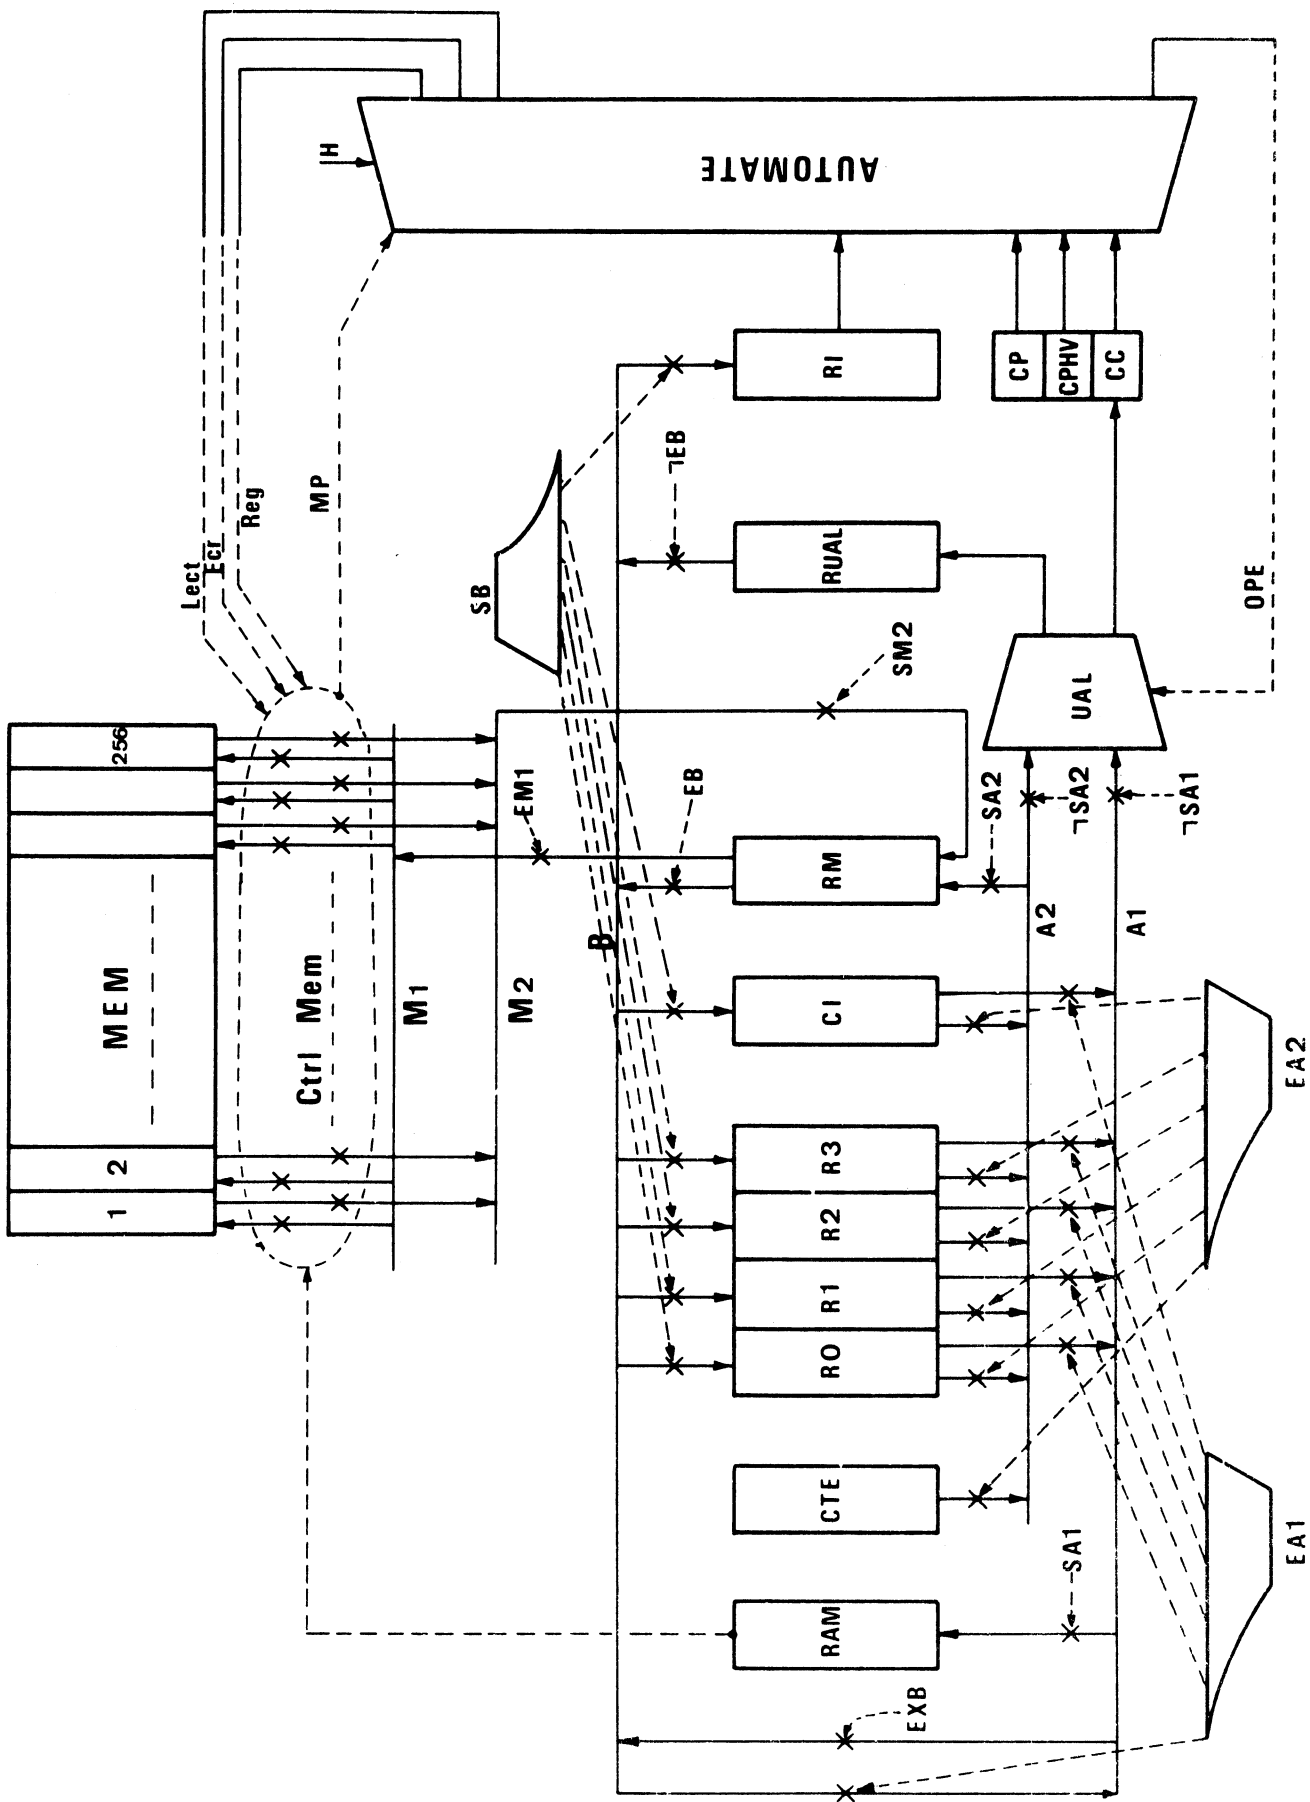 1
2
MEM
256
Ctrl Mem
M1
M2
Lect
Ecr
Reg
MP
H
AUTOMATE
SB
B
EM1
EB
SM2
⅂EB
EXB
RAM
CTE
R0
R1
R2
R3
CI
RM
RUAL
RI
SA1
SA2
A2
A1
⅂SA2
⅂SA1
UAL
CP
CPHV
CC
OPE
EA1
EA2